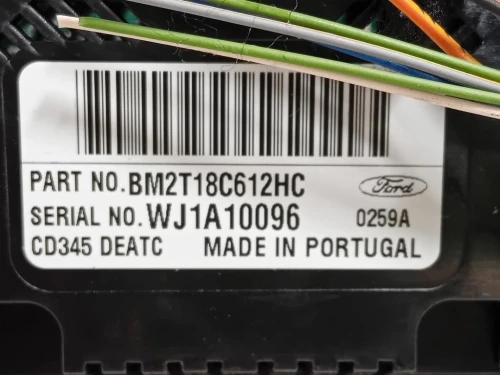 PART NO.BM2T18C612HC
Ford
SERIAL NO.WJ1A10096
0259A
CD345 DEATC MADE IN PORTUGAL